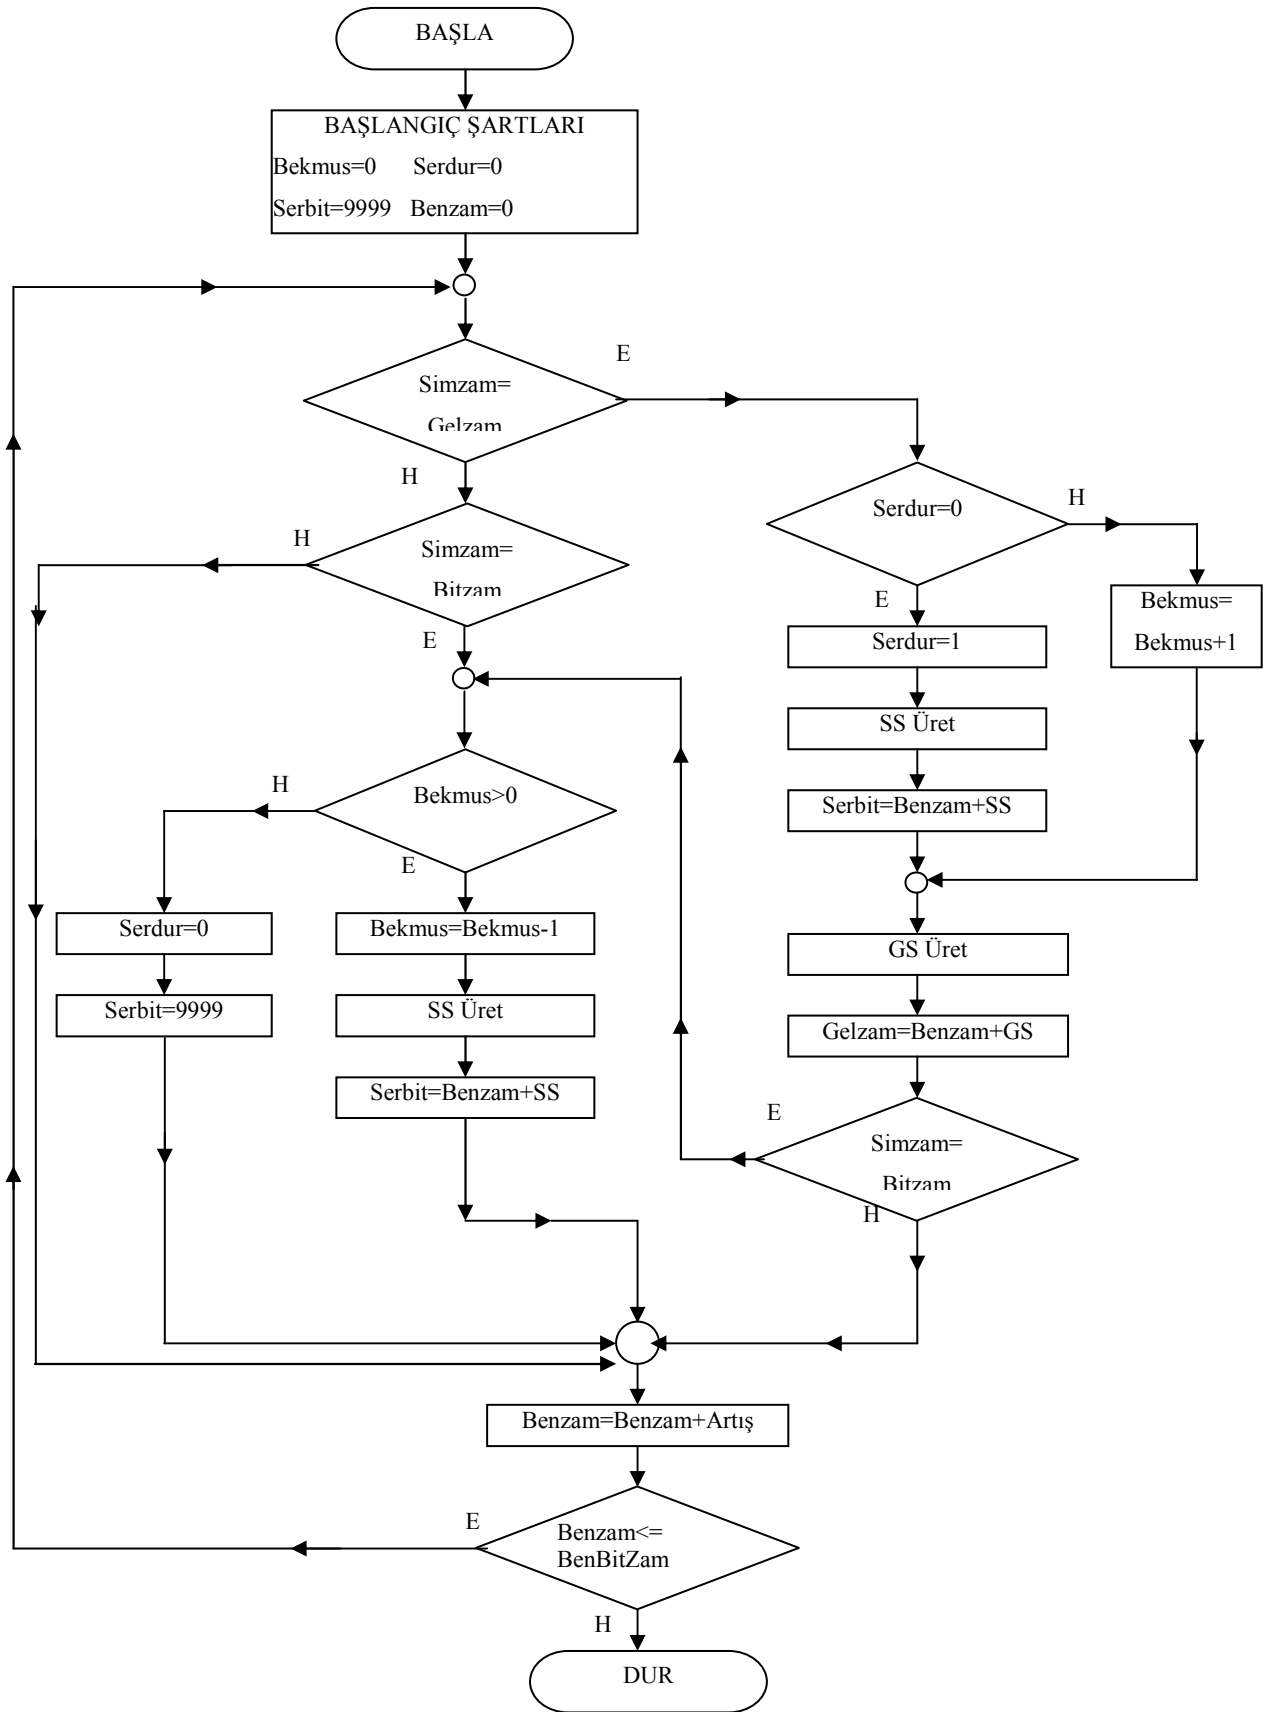 BAŞLA
BAŞLANGIÇ ŞARTLARI
Bekmus=0 Serdur=0
Serbit=9999 Benzam=0
E
Simzam=
Gelzam
H
Serdur=0
H
H
Simzam=
Bitzam
E
E
Bekmus=
Bekmus+1
Serdur=1
SS Üret
H
Bekmus>0
Serbit=Benzam+SS
E
Serdur=0
Bekmus=Bekmus-1
GS Üret
Serbit=9999
SS Üret
Gelzam=Benzam+GS
Serbit=Benzam+SS
E
Simzam=
Bitzam
H
Benzam=Benzam+Artış
E
Benzam<=
BenBitZam
H
DUR